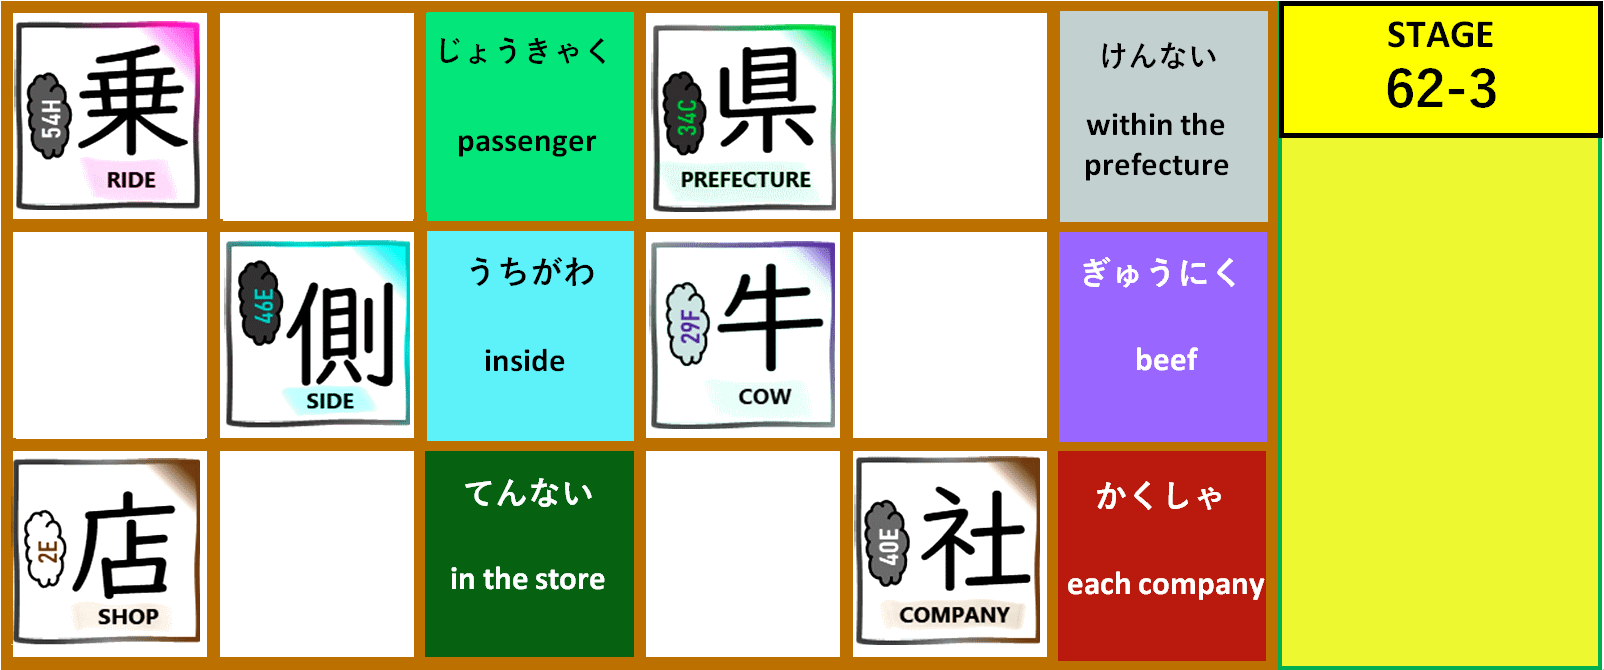 54H
乗
RIDE
じょうきゃく
passenger
34C
県
PREFECTURE
けんない
within the
prefecture
STAGE
62-3
46E
側
SIDE
うちがわ
inside
29F
牛
COW
ぎゅうにく
beef
2E
店
SHOP
てんない
in the store
40E
社
COMPANY
かくしゃ
each company